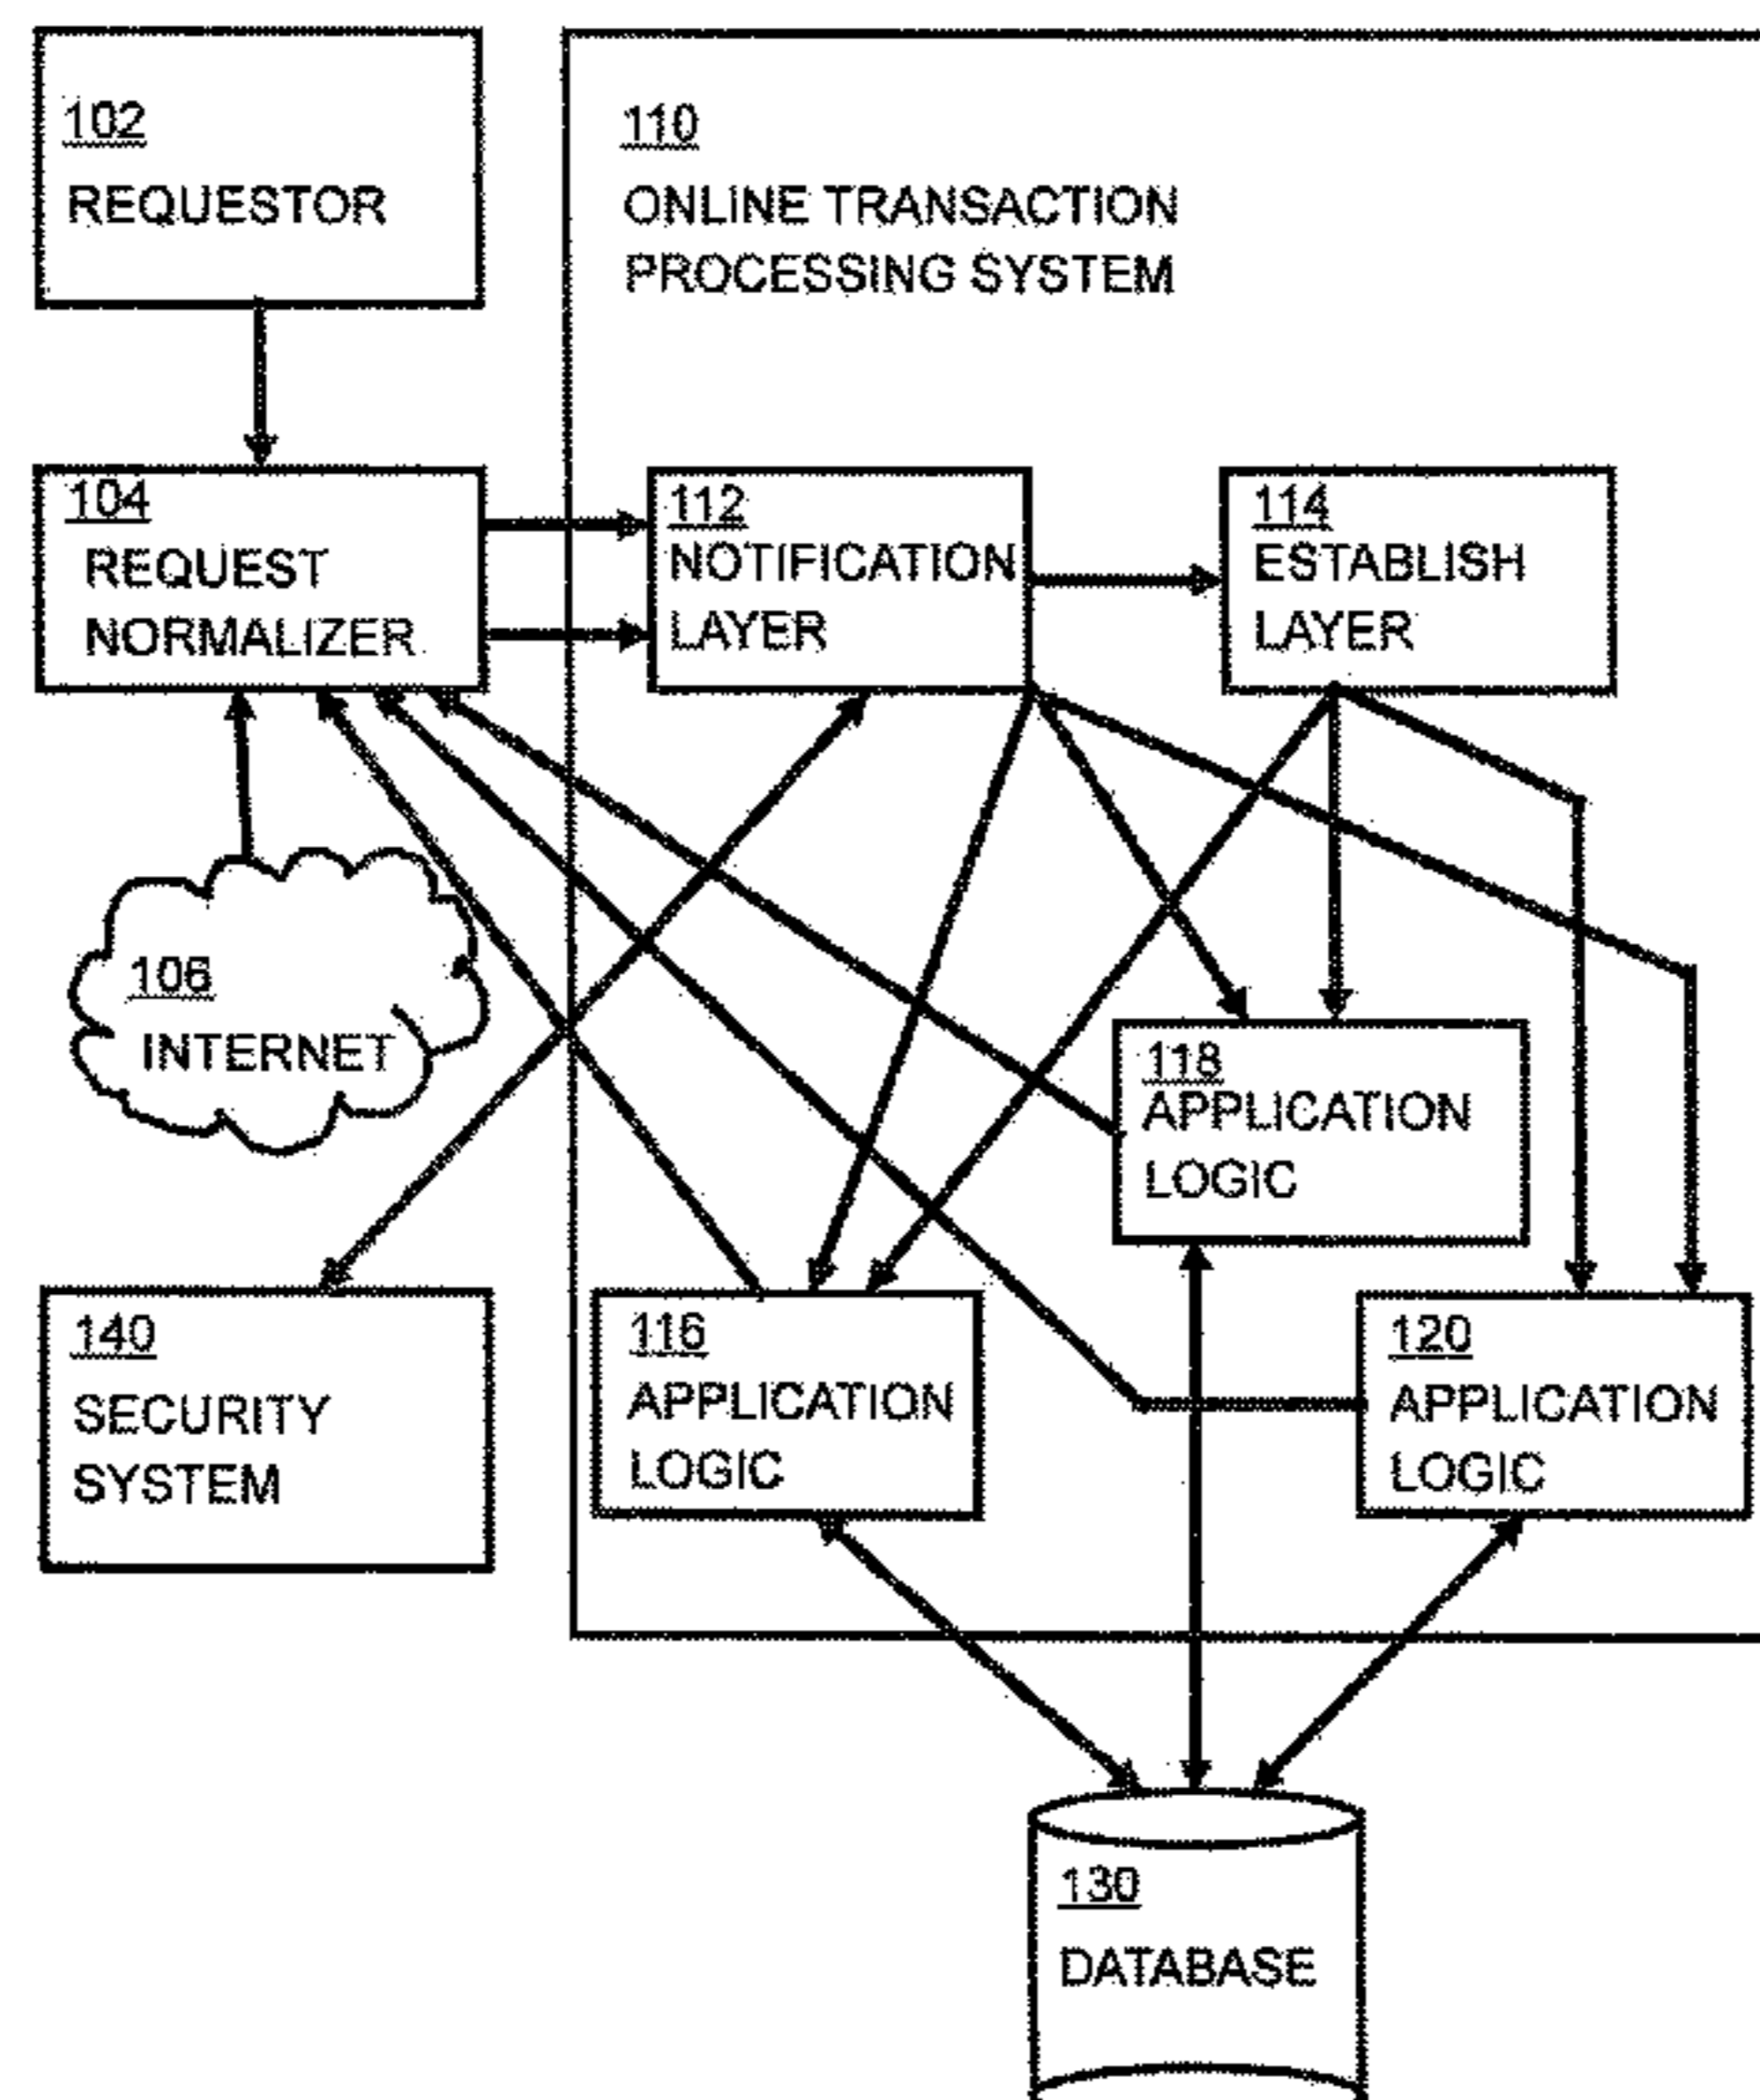 102
REQUESTOR
110
ONLINE TRANSACTION
PROCESSING SYSTEM
104
REQUEST
NORMALIZER
112
NOTIFICATION
LAYER
114
ESTABLISH
LAYER
106
INTERNET
118
APPLICATION
LOGIC
140
SECURITY
SYSTEM
116
APPLICATION
LOGIC
120
APPLICATION
LOGIC
130
DATABASE